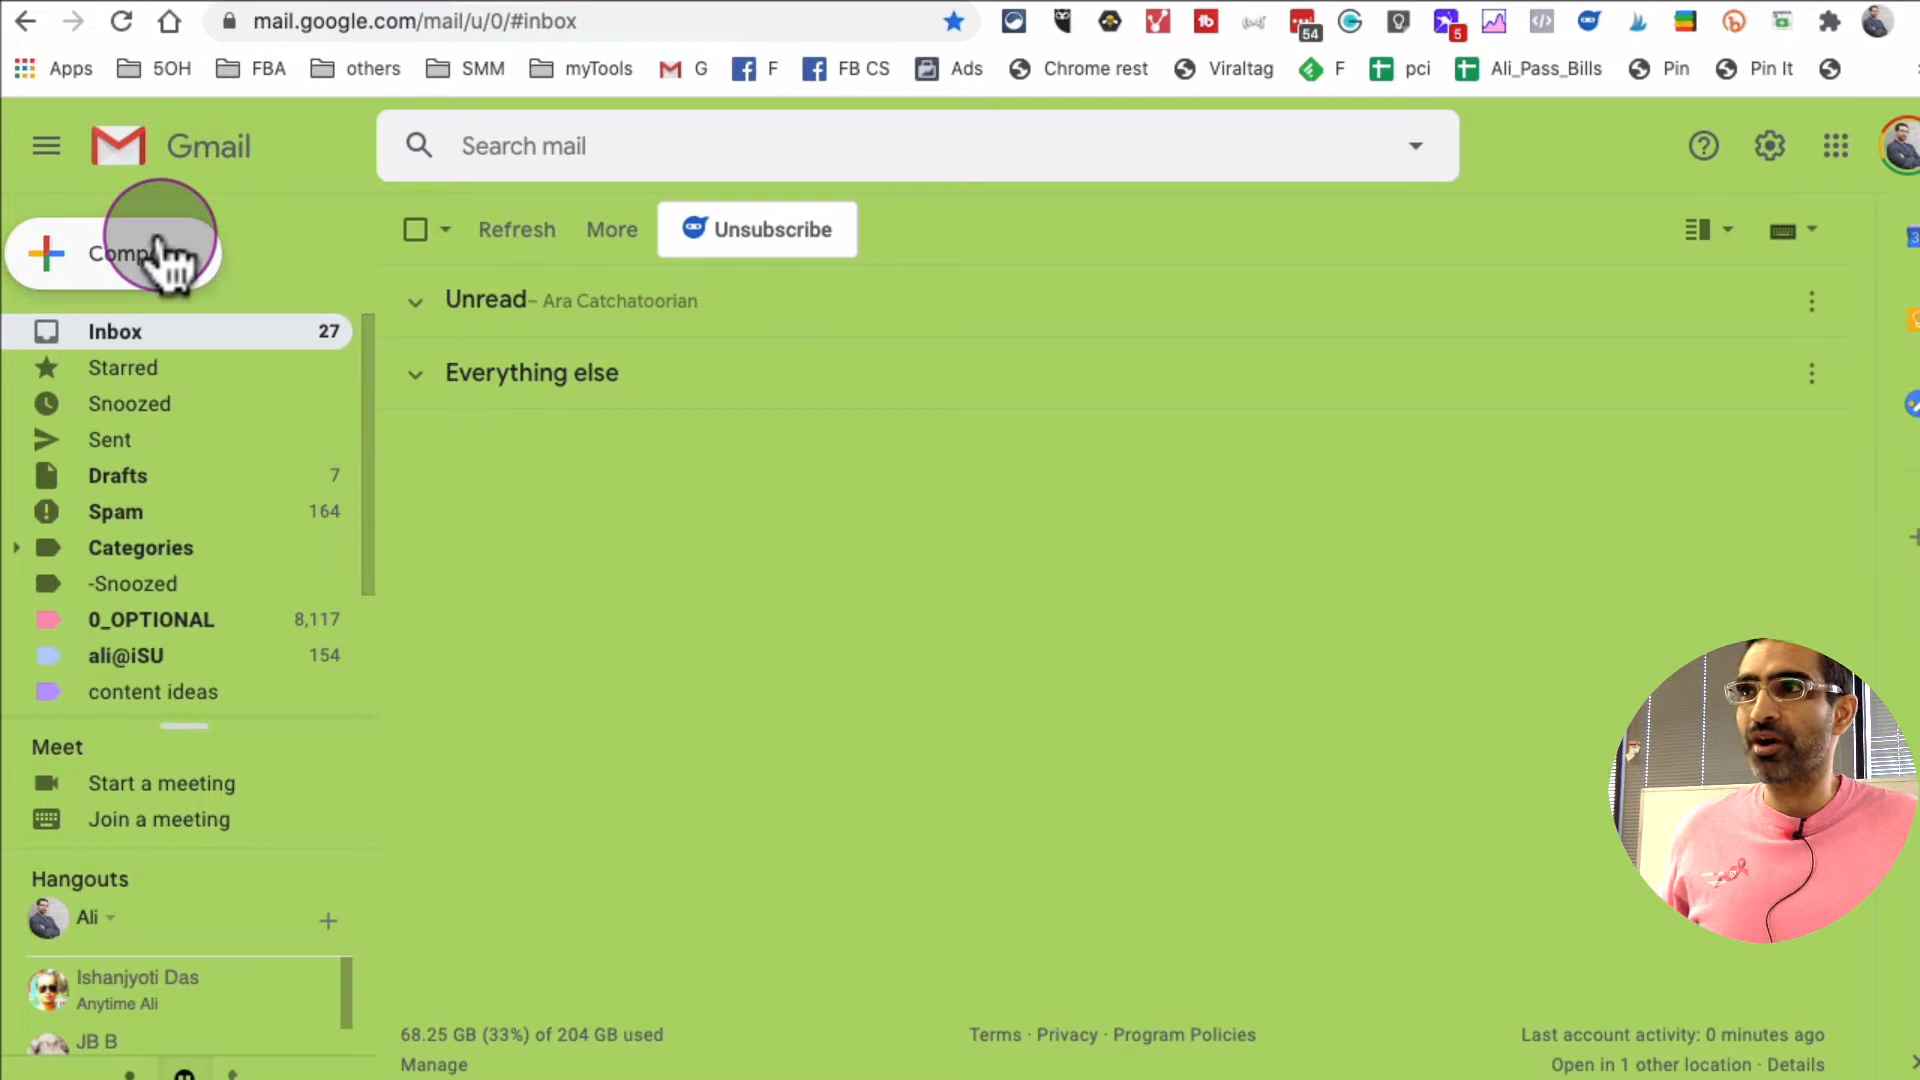 mail.google.com/mail/u/0/#inbox
54
5
Apps
5OH
FBA
others
SMM
myTools
G
F
FB CS
Ads
Chrome rest
Viraltag
F
pci
Ali_Pass_Bills
Pin
Pin It
Gmail
Search mail
Refresh
More
Unsubscribe
Unread– Ara Catchatoorian
Everything else
Inbox 27
Starred
Snoozed
Sent
Drafts 7
Spam 164
Categories
-Snoozed
0_OPTIONAL 8,117
ali@iSU 154
content ideas
Meet
Start a meeting
Join a meeting
Hangouts
Ali
Ishanjyoti Das
Anytime Ali
JB B
68.25 GB (33%) of 204 GB used
Manage
Terms · Privacy · Program Policies
Last account activity: 0 minutes ago
Open in 1 other location · Details